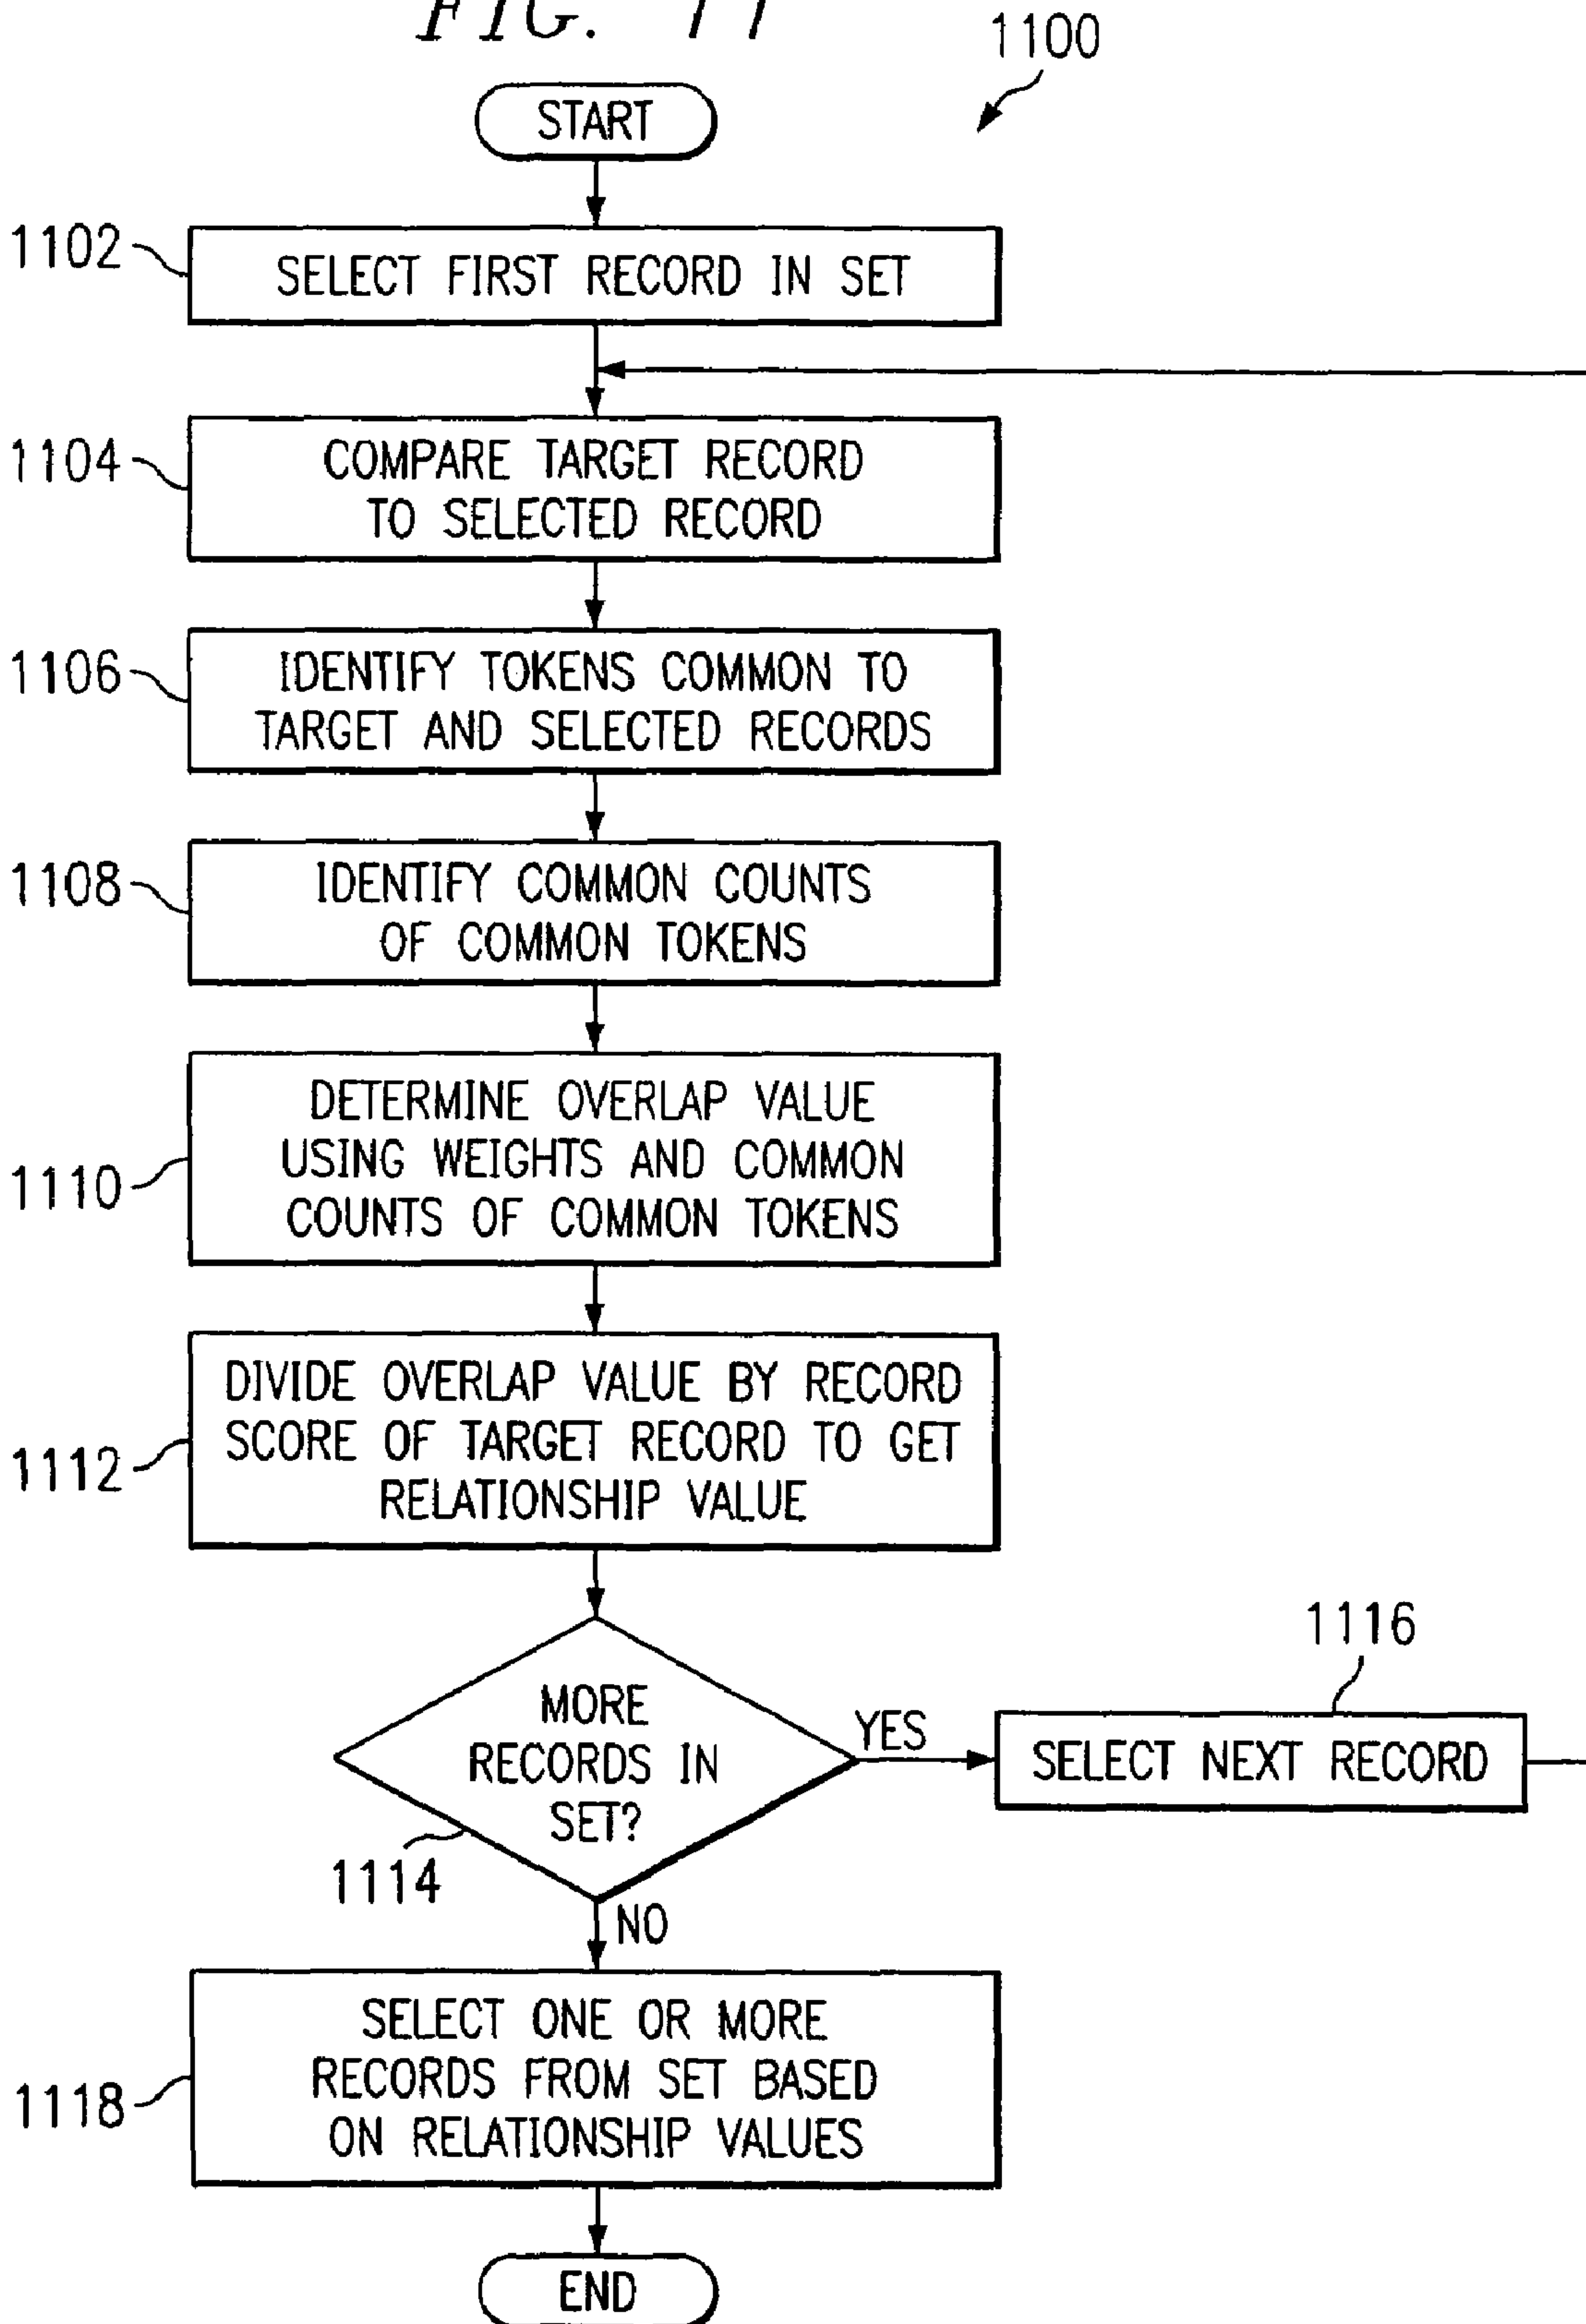 FIG. 11
1100
START
1102
SELECT FIRST RECORD IN SET
1104
COMPARE TARGET RECORD
TO SELECTED RECORD
1106
IDENTIFY TOKENS COMMON TO
TARGET AND SELECTED RECORDS
1108
IDENTIFY COMMON COUNTS
OF COMMON TOKENS
1110
DETERMINE OVERLAP VALUE
USING WEIGHTS AND COMMON
COUNTS OF COMMON TOKENS
1112
DIVIDE OVERLAP VALUE BY RECORD
SCORE OF TARGET RECORD TO GET
RELATIONSHIP VALUE
1114
MORE
RECORDS IN
SET?
YES
1116
SELECT NEXT RECORD
NO
1118
SELECT ONE OR MORE
RECORDS FROM SET BASED
ON RELATIONSHIP VALUES
END